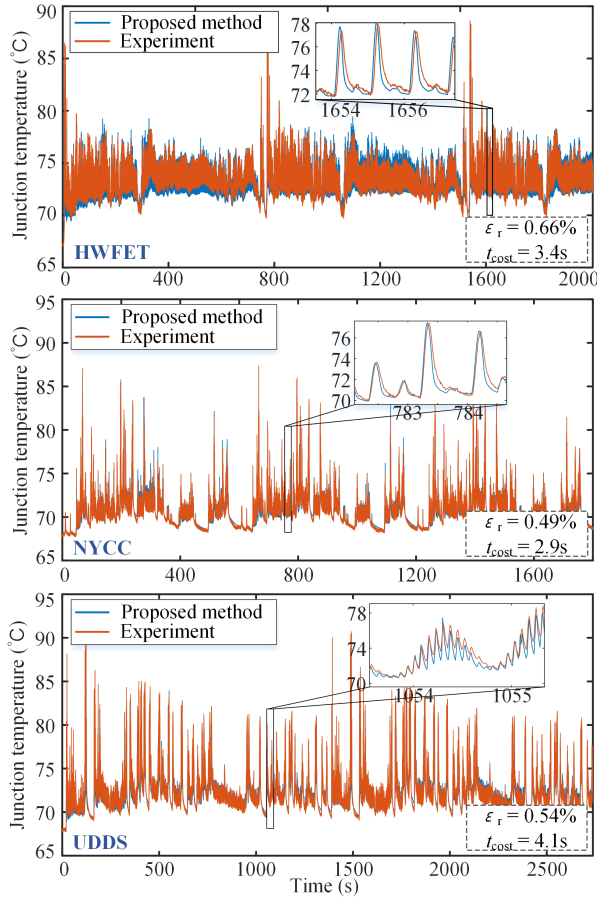 90
85
80
75
70
65
Junction temperature (°C)
Proposed method
Experiment
78
76
74
72
1654
1656
HWFET
ε r = 0.66%
tcost = 3.4s
0
400
800
1200
1600
2000
95
90
85
80
75
70
65
Junction temperature (°C)
Proposed method
Experiment
76
74
72
70
783
784
NYCC
ε r = 0.49%
tcost = 2.9s
0
400
800
1200
1600
95
90
85
80
75
70
65
Junction temperature (°C)
Proposed method
Experiment
78
74
70
1054
1055
UDDS
ε r = 0.54%
tcost = 4.1s
0
500
1000
1500
2000
2500
Time (s)